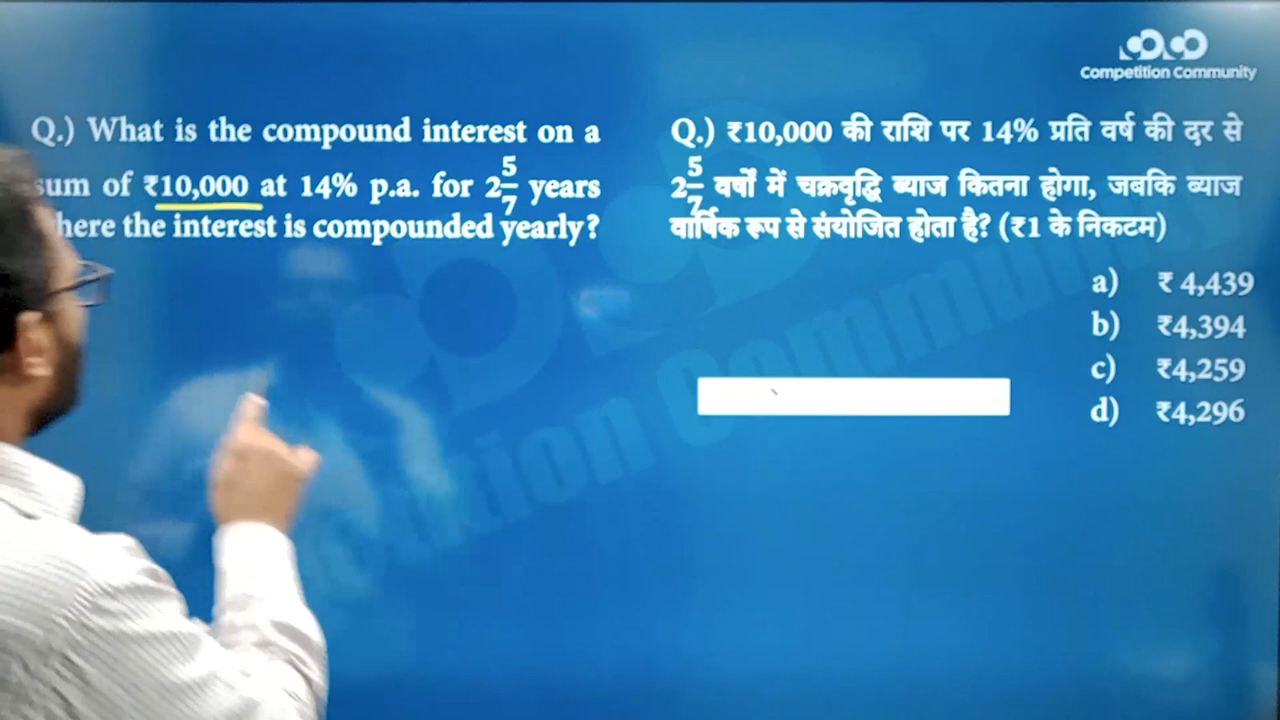 Competition Community
Q.) What is the compound interest on a
sum of ₹10,000 at 14% p.a. for 2 5/7 years
here the interest is compounded yearly?
Q.) ₹10,000 की राशि पर 14% प्रति वर्ष की दर से
2 5/7 वर्षों में चक्रवृद्धि ब्याज कितना होगा, जबकि ब्याज
वार्षिक रूप से संयोजित होता है? (₹1 के निकटम)
a) ₹ 4,439
b) ₹4,394
c) ₹4,259
d) ₹4,296